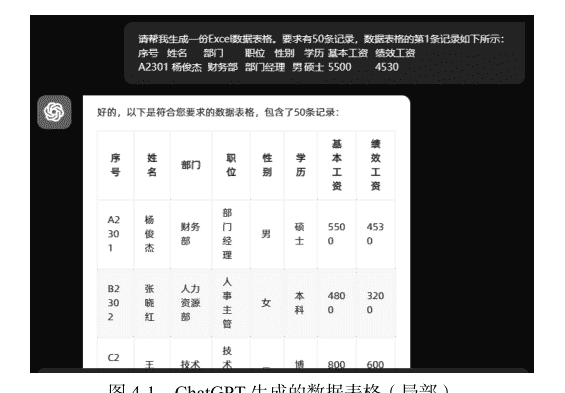 请帮我生成一份Excel数据表格。要求有50条记录，数据表格的第1条记录如下所示：
序号 姓名 部门 职位 性别 学历 基本工资 绩效工资
A2301 杨俊杰 财务部 部门经理 男 硕士 5500 4530
好的，以下是符合您要求的数据表格，包含了50条记录：
序号 姓名 部门 职位 性别 学历 基本工资 绩效工资
A2301 杨俊杰 财务部 部门经理 男 硕士 5500 4530
B2302 张晓红 人力资源部 人事主管 女 本科 4800 3200
C2 王 技术 技术 博 800 600
图 4-1 ChatGPT 生成的数据表格（局部）